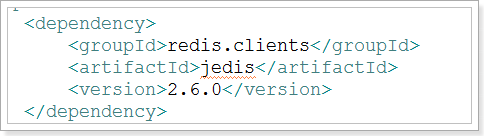 <dependency>
<groupId>redis.clients</groupId>
<artifactId>jedis</artifactId>
<version>2.6.0</version>
</dependency>